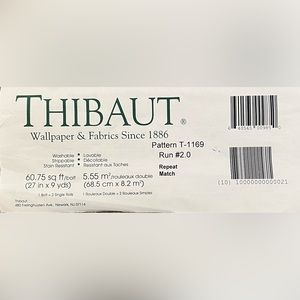 THIBAUT®
Wallpaper & Fabrics Since 1886
Washable • Lavable
Strippable • Décollable
Stain Resistant • Resistant aux Taches
60.75 sq ft/bolt
(27 in x 9 yds)
1 Bolt = 2 Single Rolls
5.55 m²/rouleaux double
(68.5 cm x 8.2 m²)
1 Rouleaux Double = 2 Rouleaux Simples
Thibaut
480 Frelinghuysen Ave., Newark, NJ 07114
Pattern T-1169
Run #2.0
Repeat
Match
(10) 10000000000021